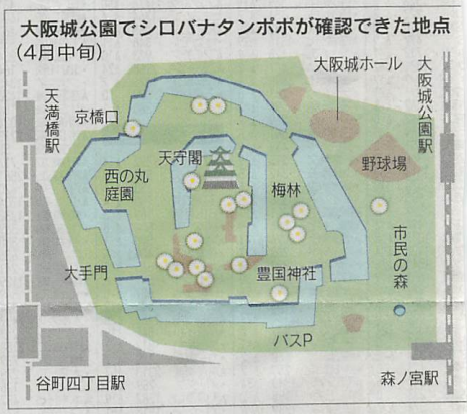 大阪城公園でシロバナタンポポが確認できた地点
(4月中旬)
大阪城ホール
大阪城公園駅
天満橋駅
京橋口
天守閣
野球場
西の丸
庭園
梅林
市民の森
大手門
豊国神社
バスP
谷町四丁目駅
森ノ宮駅